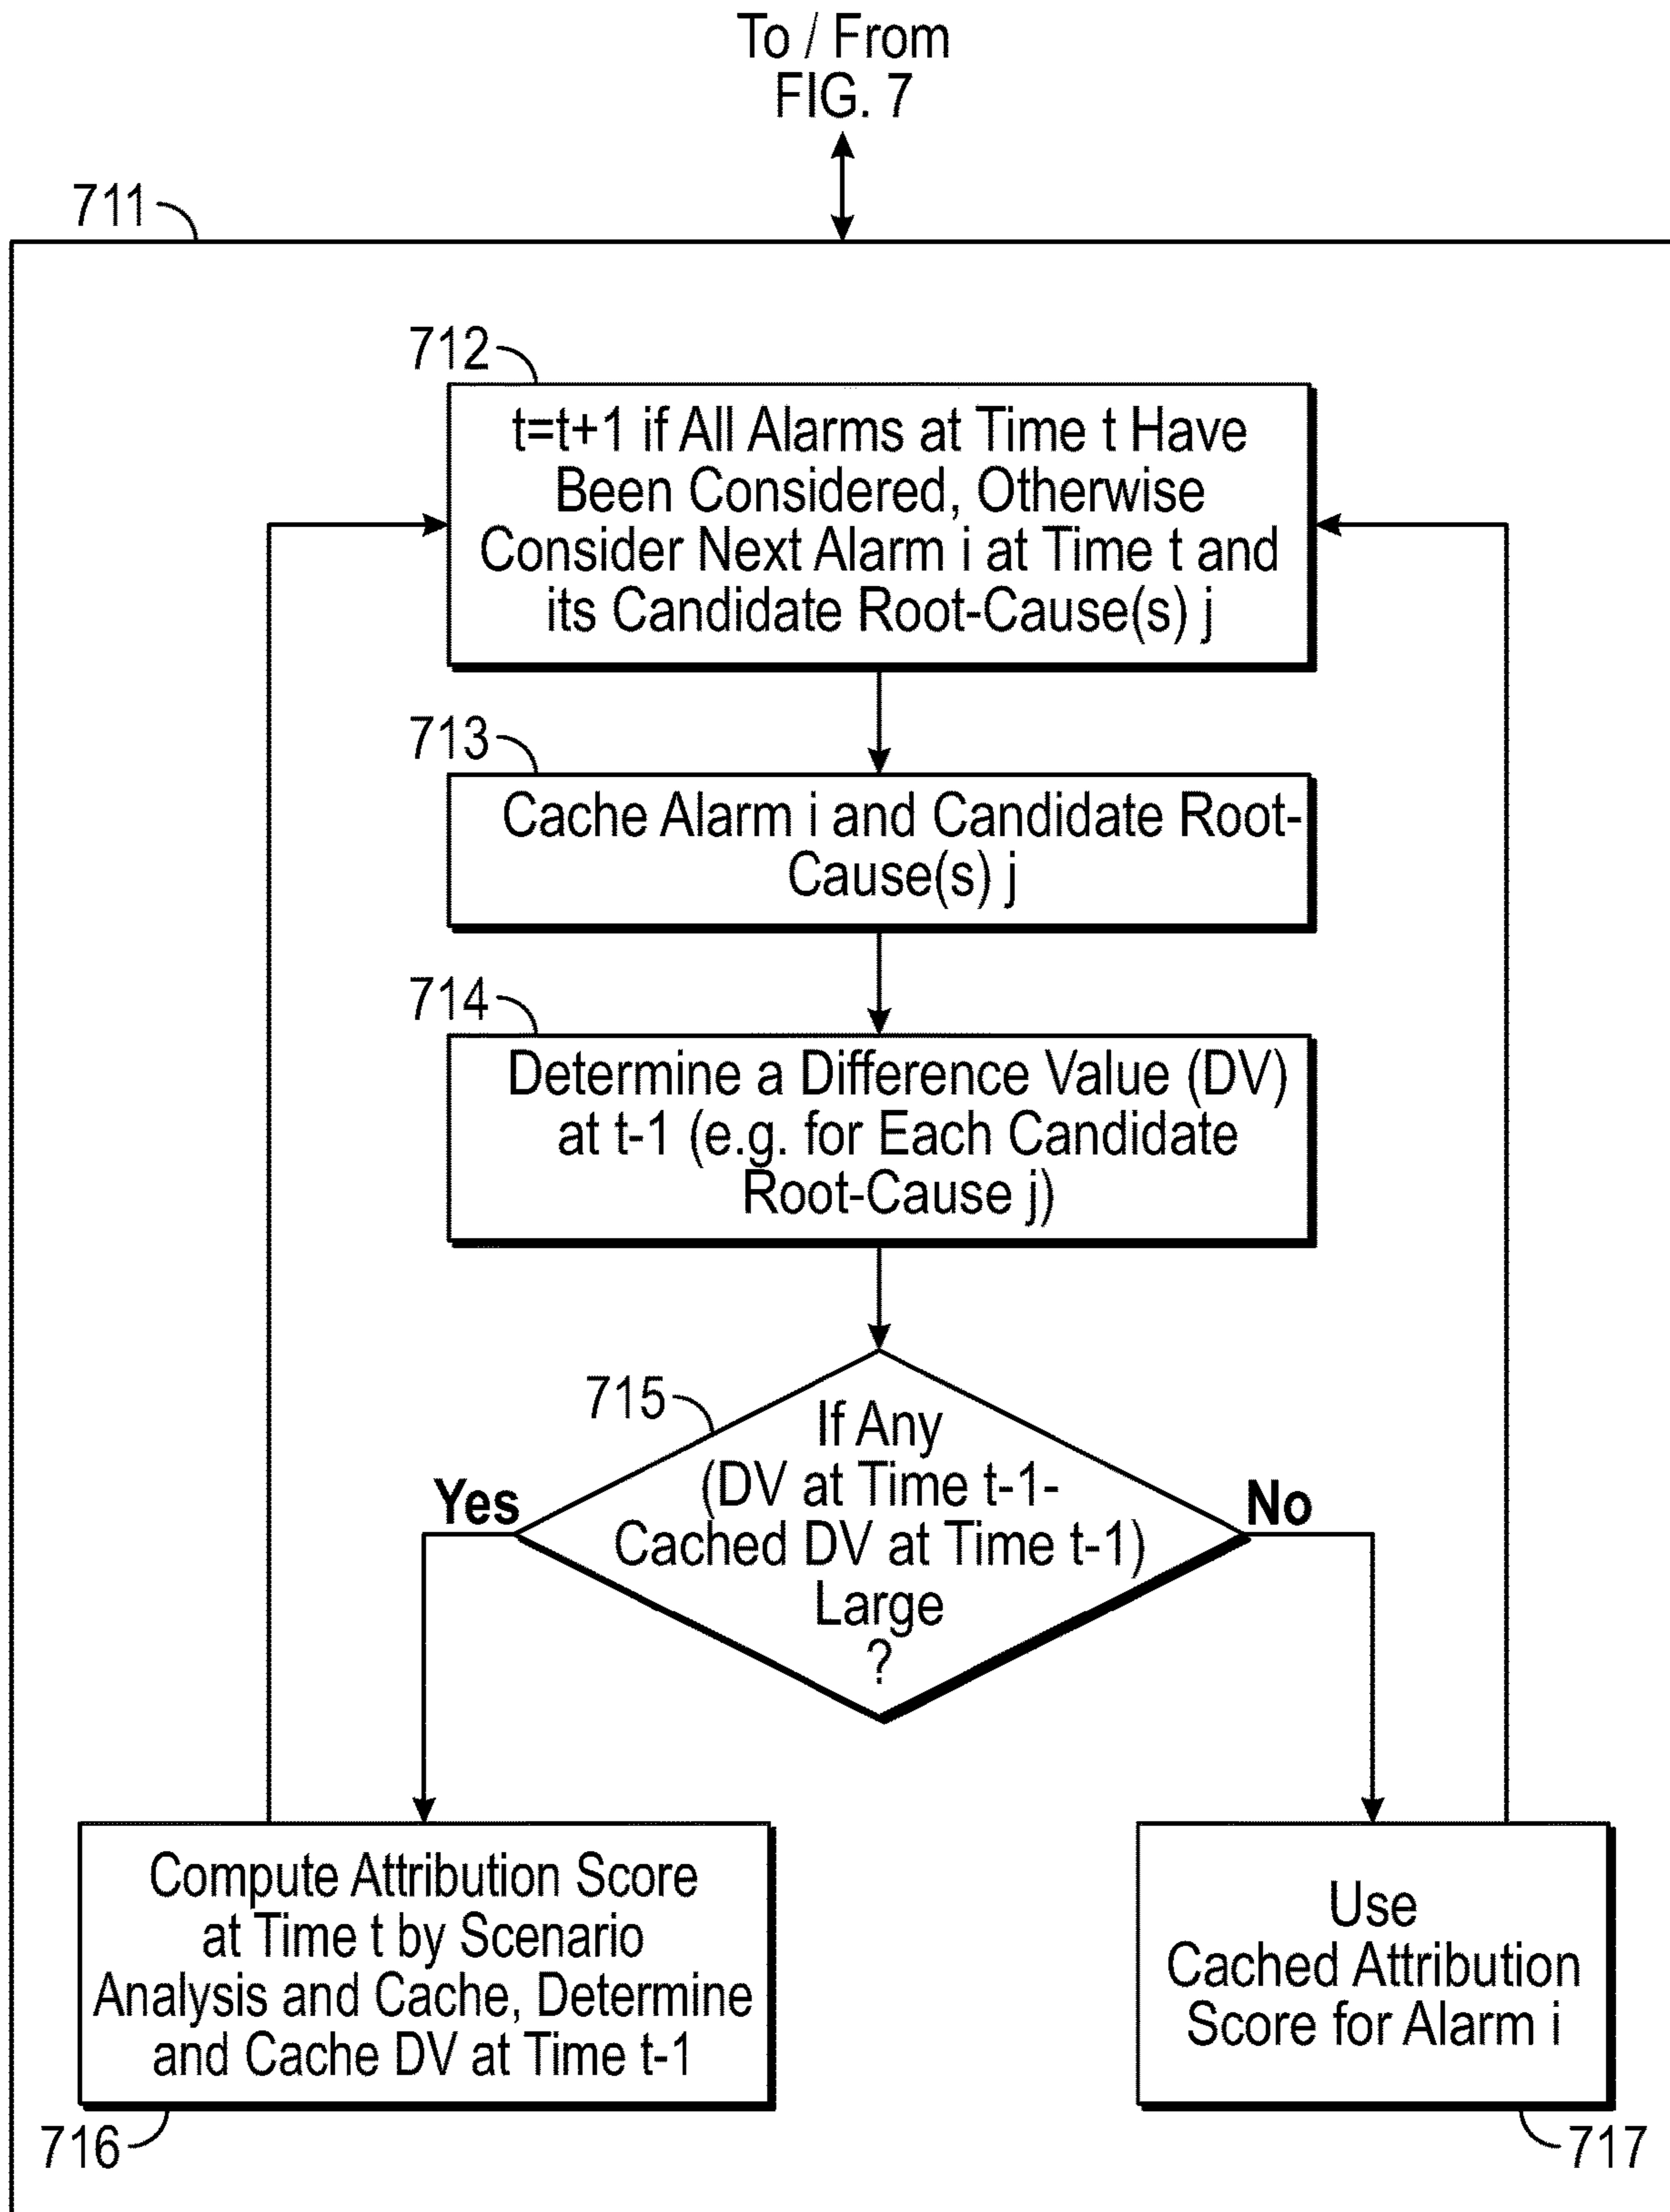 To / From
FIG. 7
711
712
t=t+1 if All Alarms at Time t Have
Been Considered, Otherwise
Consider Next Alarm i at Time t and
its Candidate Root-Cause(s) j
713
Cache Alarm i and Candidate Root-
Cause(s) j
714
Determine a Difference Value (DV)
at t-1 (e.g. for Each Candidate
Root-Cause j)
715
If Any
(DV at Time t-1-
Cached DV at Time t-1)
Large
?
Yes
No
Compute Attribution Score
at Time t by Scenario
Analysis and Cache, Determine
and Cache DV at Time t-1
716
Use
Cached Attribution
Score for Alarm i
717